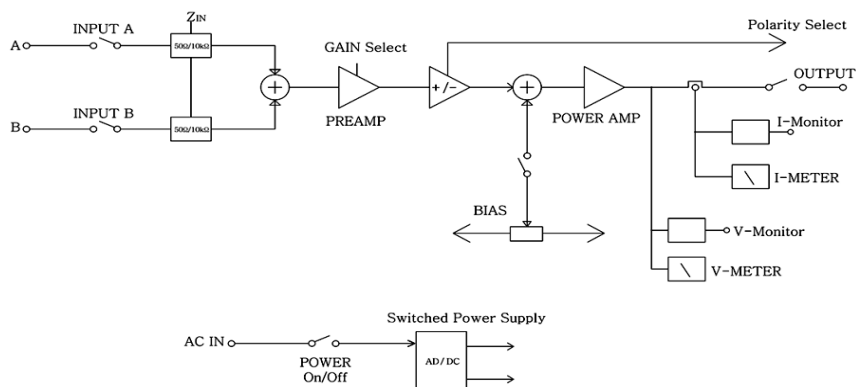 INPUT A
Z_IN
A
50Ω/10kΩ
GAIN Select
Polarity Select
+
+/−
+
OUTPUT
PREAMP
POWER AMP
INPUT B
B
50Ω/10kΩ
I-Monitor
I-METER
BIAS
V-Monitor
V-METER
Switched Power Supply
AC IN
AD/DC
POWER
On/Off